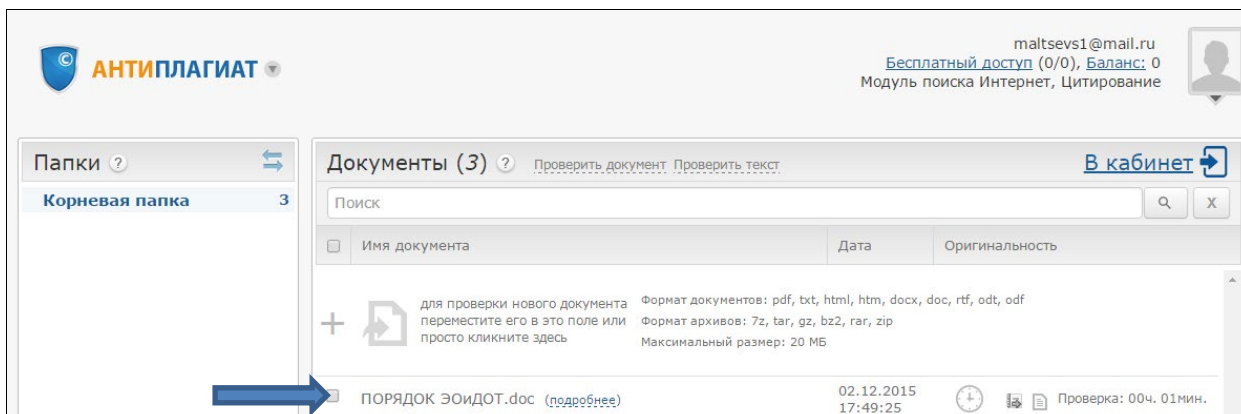 АНТИПЛАГИАТ
maltsevs1@mail.ru
Бесплатный доступ (0/0), Баланс: 0
Модуль поиска Интернет, Цитирование
Папки ?
Корневая папка 3
Документы (3) ? Проверить документ Проверить текст В кабинет
Поиск X
Имя документа Дата Оригинальность
для проверки нового документа
переместите его в это поле или
просто кликните здесь
Формат документов: pdf, txt, html, htm, docx, doc, rtf, odt, odf
Формат архивов: 7z, tar, gz, bz2, rar, zip
Максимальный размер: 20 МБ
ПОРЯДОК ЭОиДОТ.doc (подробнее) 02.12.2015 Проверка: 00ч. 01мин.
17:49:25